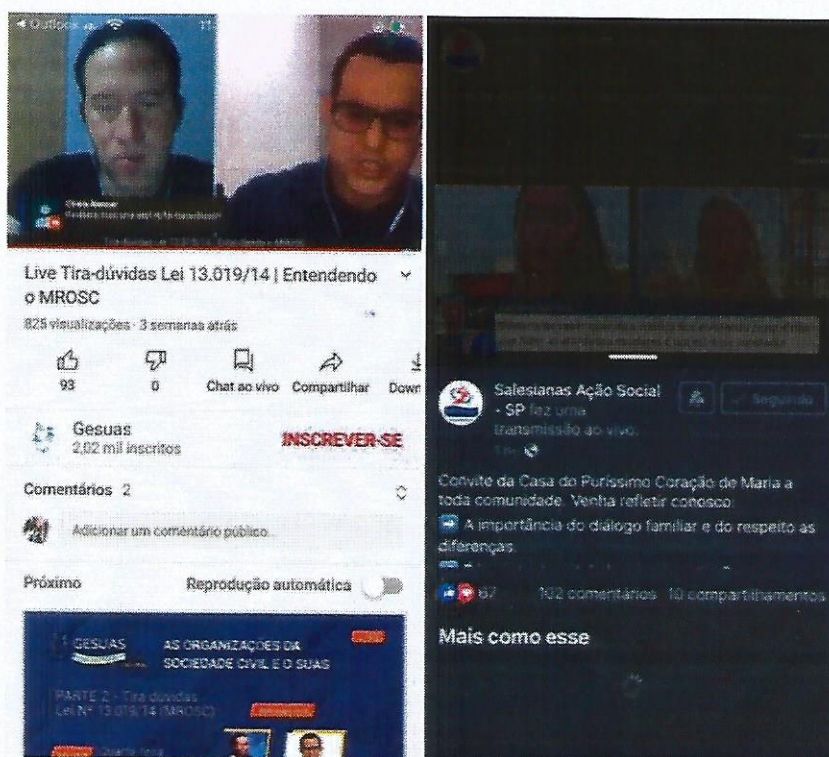 Outlook
Live Tira-dúvidas Lei 13.019/14 | Entendendo
o MROSC
825 visualizações · 3 semanas atrás
93
0
Chat ao vivo
Compartilhar
Down
Gesuas
2,02 mil inscritos
INSCREVER-SE
Comentários 2
Adicionar um comentário público..
Próximo
Reprodução automática
GESUAS
AS ORGANIZAÇÕES DA
SOCIEDADE CIVIL E O SUAS
PARTE 2 - Tira dúvidas
Lei Nº 13.019/14 (MROSC)
Quarta-feira
Salesianas Ação Social
- SP fez uma
transmissão ao vivo.
Seguindo
Convite da Casa do Puríssimo Coração de Maria a
toda comunidade. Venha refletir conosco:
A importância do diálogo familiar e do respeito as
diferenças.
67
102 comentários
10 compartilhamentos
Mais como esse